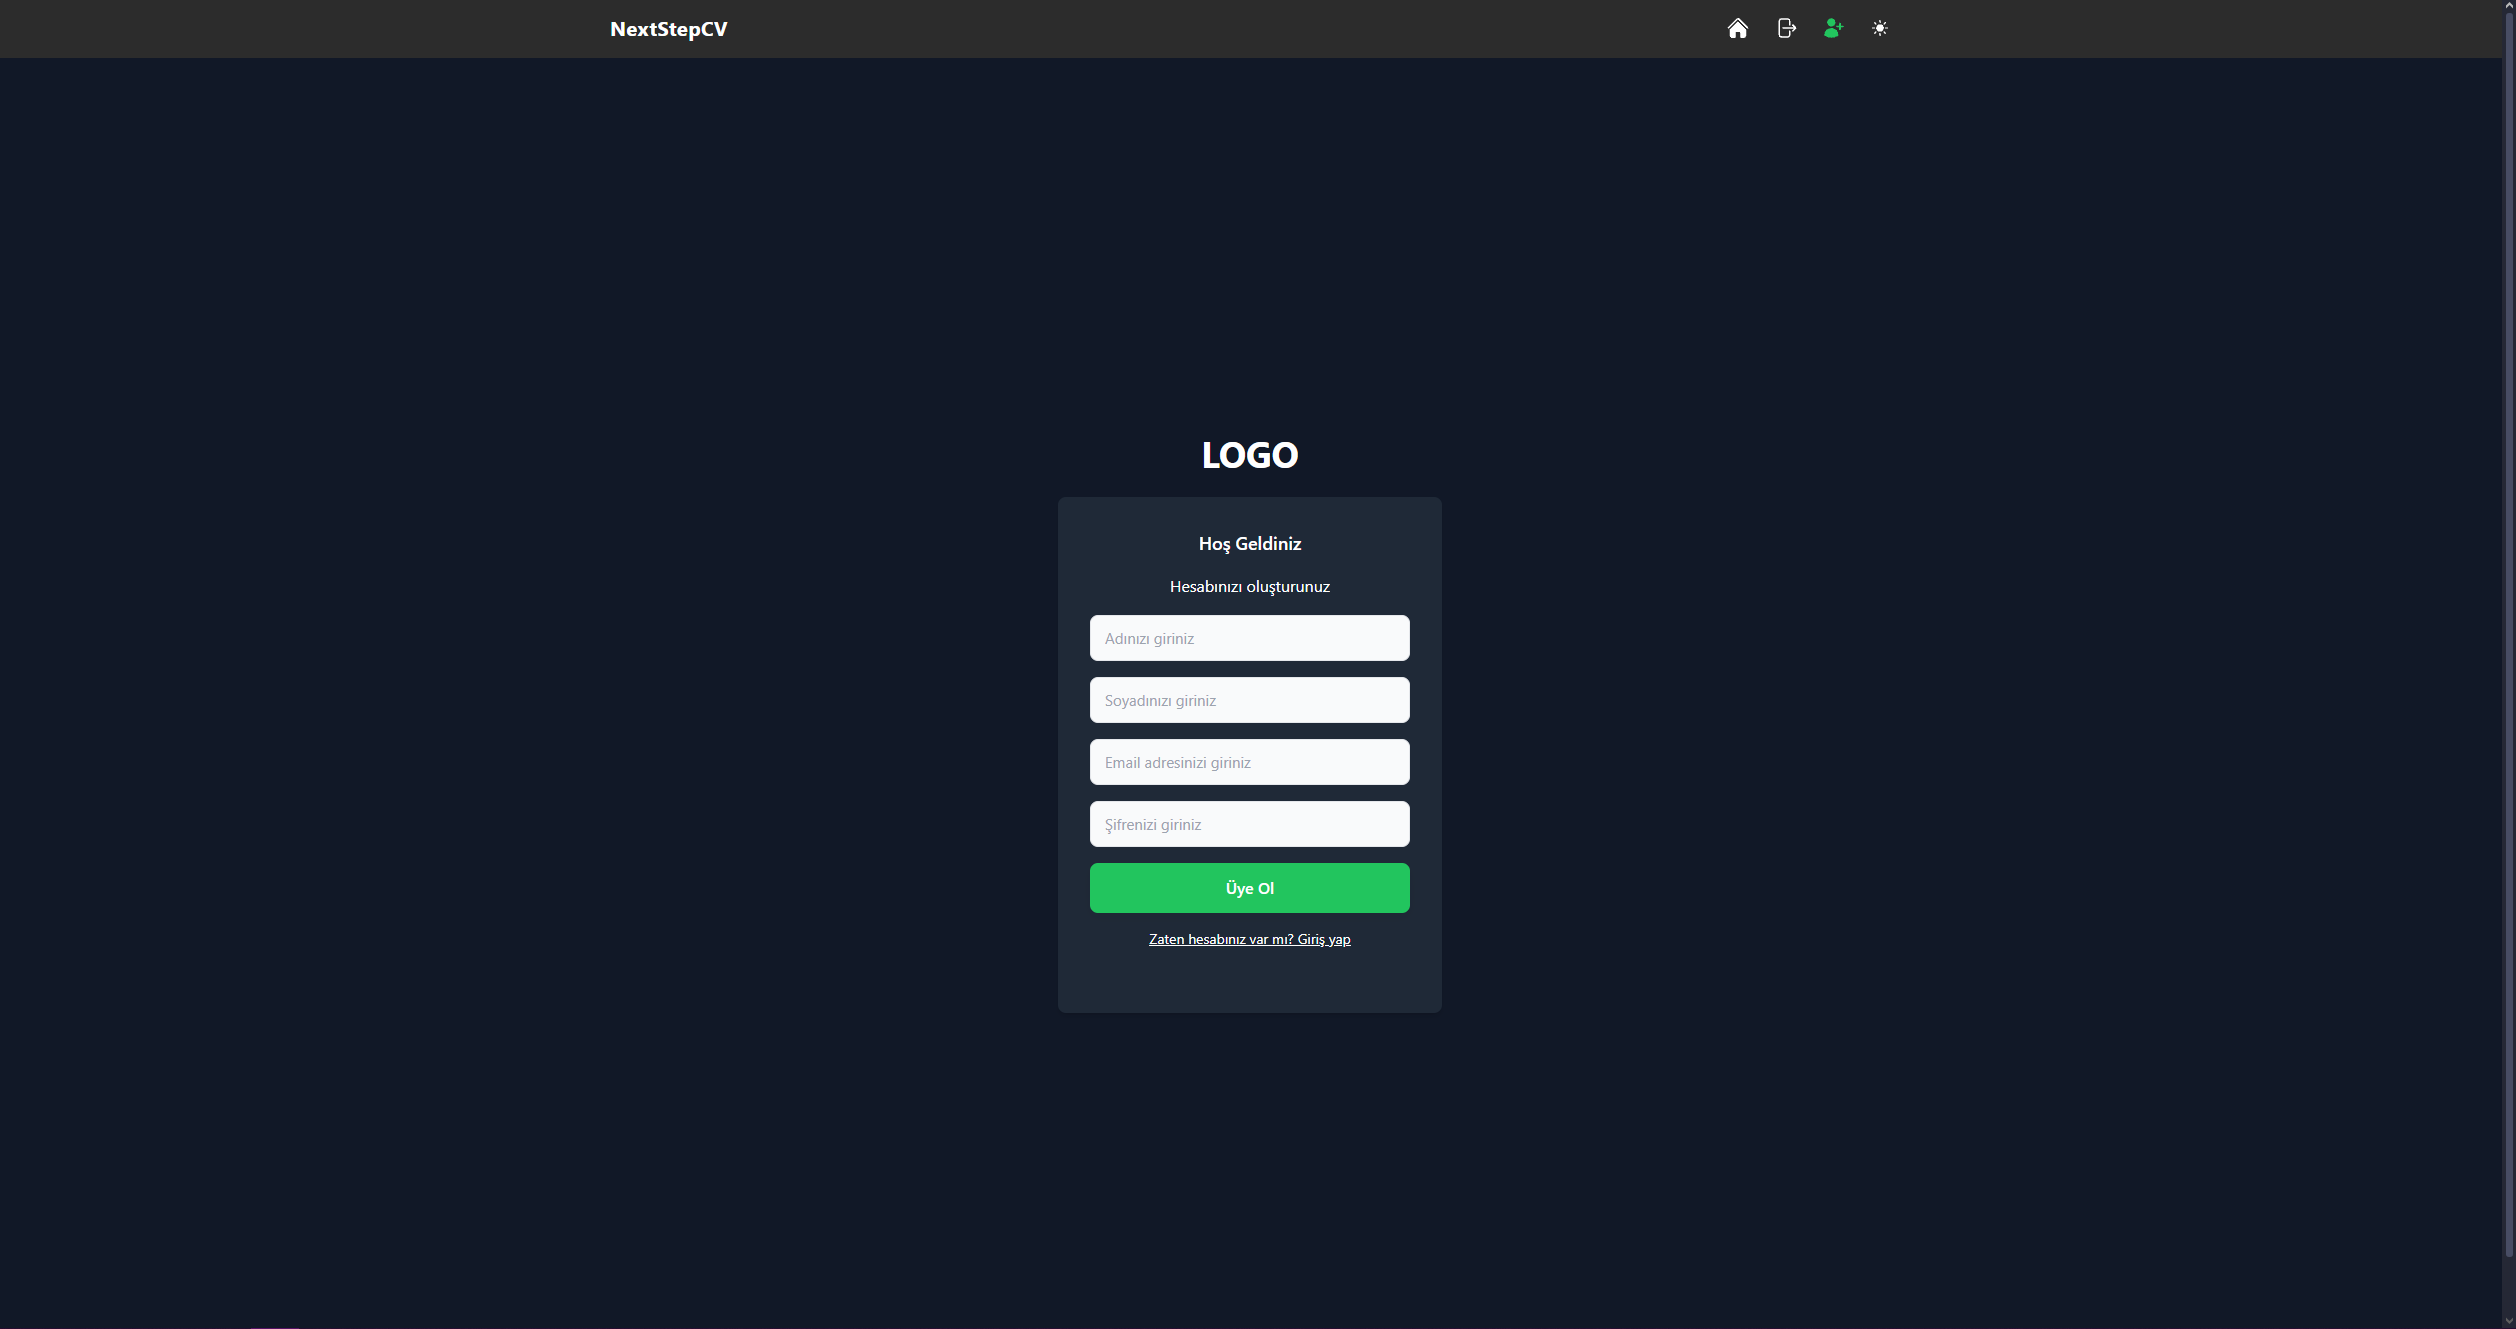 NextStepCV
LOGO
Hoş Geldiniz
Hesabınızı oluşturunuz
Adınızı giriniz
Soyadınızı giriniz
Email adresinizi giriniz
Şifrenizi giriniz
Üye Ol
Zaten hesabınız var mı? Giriş yap